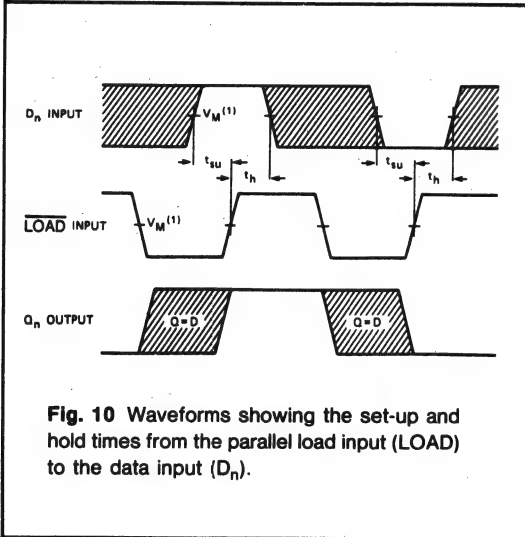 Dn INPUT
VM(1)
tsu
th
tsu
th
LOAD INPUT
VM(1)
Qn OUTPUT
Q=D
Q=D
Fig. 10 Waveforms showing the set-up and
hold times from the parallel load input (LOAD)
to the data input (Dn).